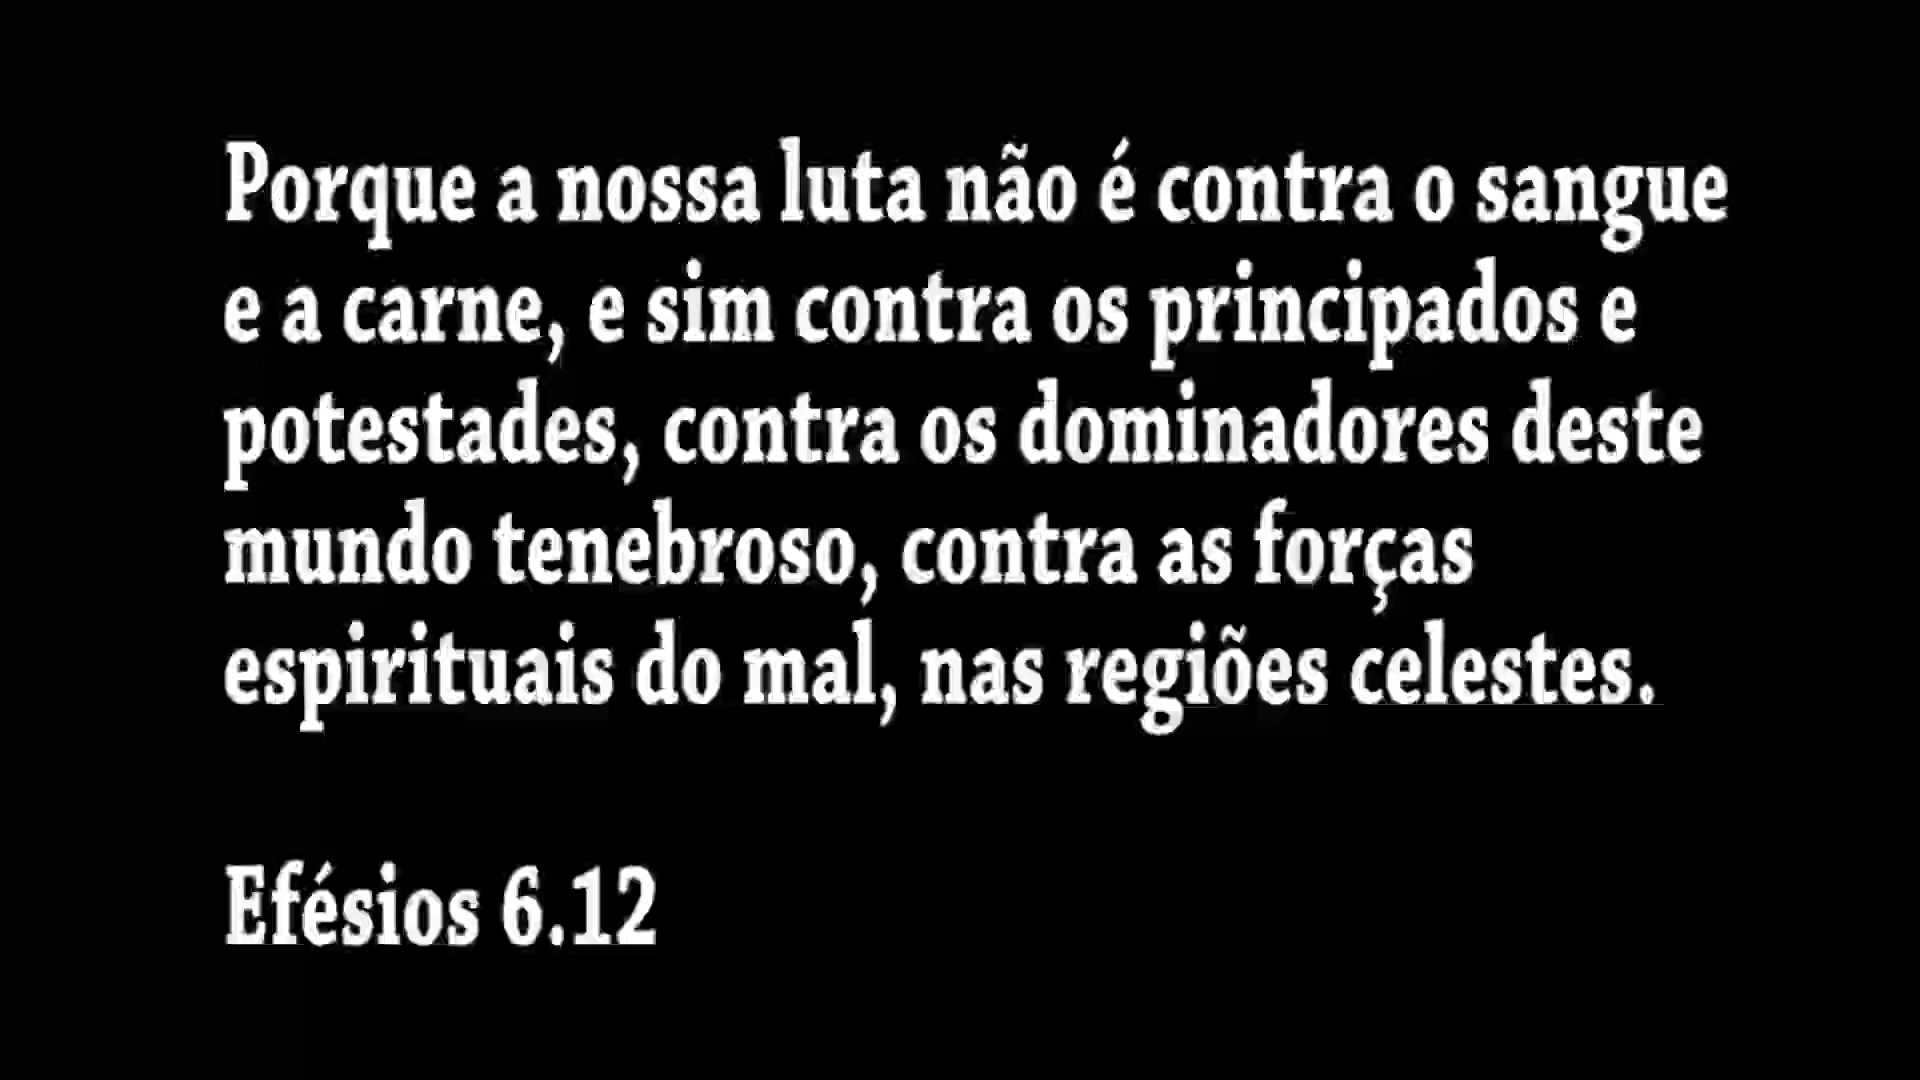 Porque a nossa luta não é contra o sangue
e a carne, e sim contra os principados e
potestades, contra os dominadores deste
mundo tenebroso, contra as forças
espirituais do mal, nas regiões celestes.
Efésios 6.12